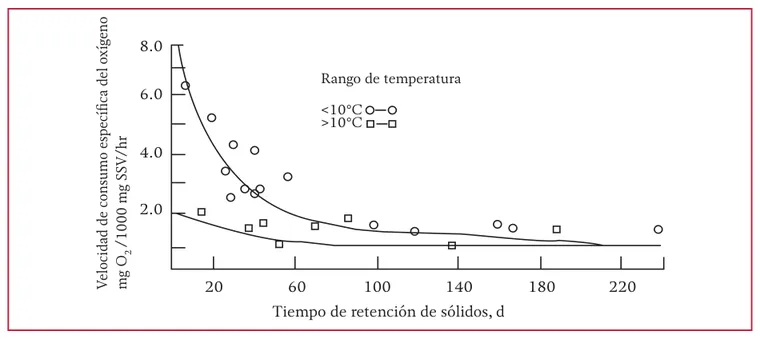 Velocidad de consumo específica del oxígeno
mg O₂/1000 mg SSV/hr
8.0
6.0
4.0
2.0
Rango de temperatura
<10°C
>10°C
20 60 100 140 180 220
Tiempo de retención de sólidos, d